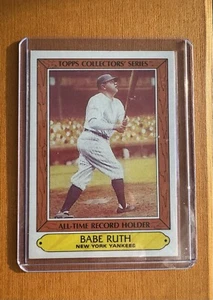 TOPPS COLLECTORS' SERIES
ALL-TIME RECORD HOLDER
BABE RUTH
NEW YORK YANKEES